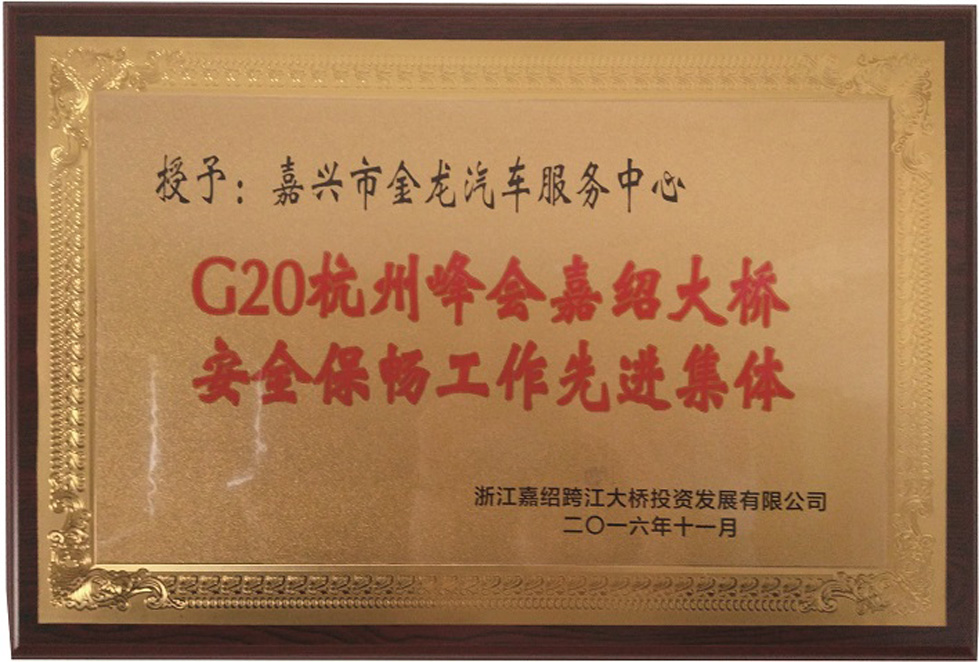 授予：嘉兴市金龙汽车服务中心
G20杭州峰会嘉绍大桥
安全保畅工作先进集体
浙江嘉绍跨江大桥投资发展有限公司
二〇一六年十一月